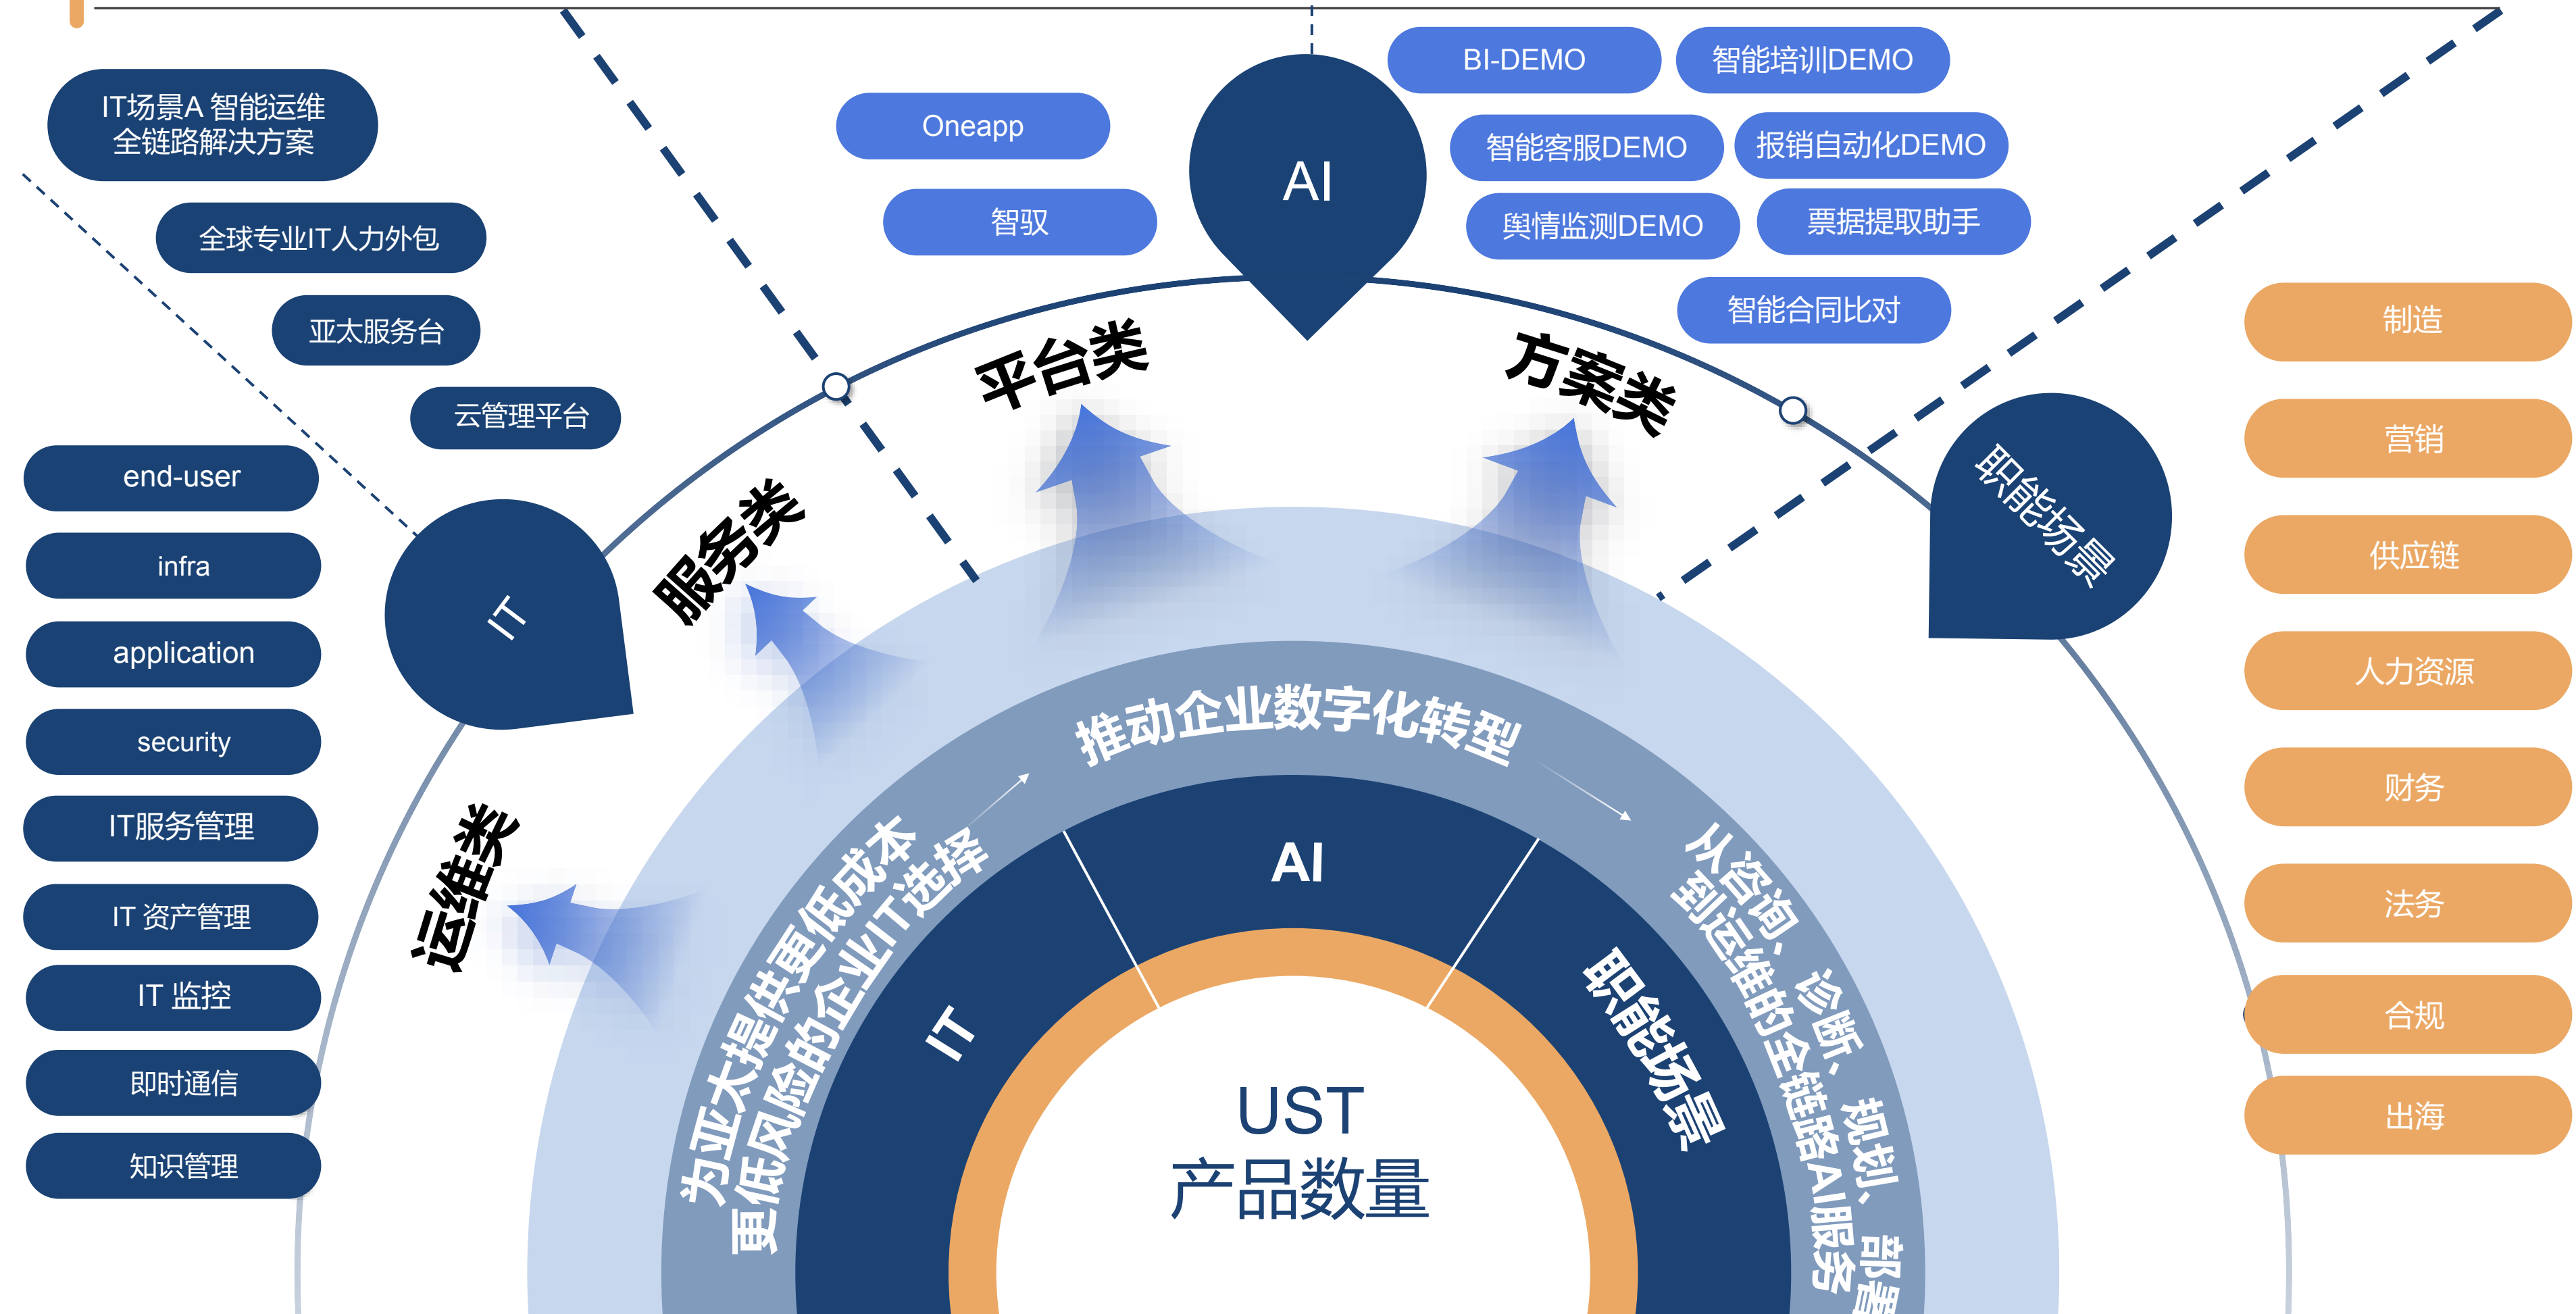 IT场景A 智能运维
全链路解决方案
全球专业IT人力外包
亚太服务台
云管理平台
end-user
infra
application
security
IT服务管理
IT 资产管理
IT 监控
即时通信
知识管理
IT
运维类
服务类
Oneapp
智驭
AI
平台类
方案类
BI-DEMO
智能培训DEMO
智能客服DEMO
报销自动化DEMO
舆情监测DEMO
票据提取助手
智能合同比对
职能场景
制造
营销
供应链
人力资源
财务
法务
合规
出海
为亚太提供更低成本
更低风险的企业IT选择
推动企业数字化转型
从咨询、诊断、规划、部署
到运维的全链路AI服务
IT
AI
职能场景
UST
产品数量